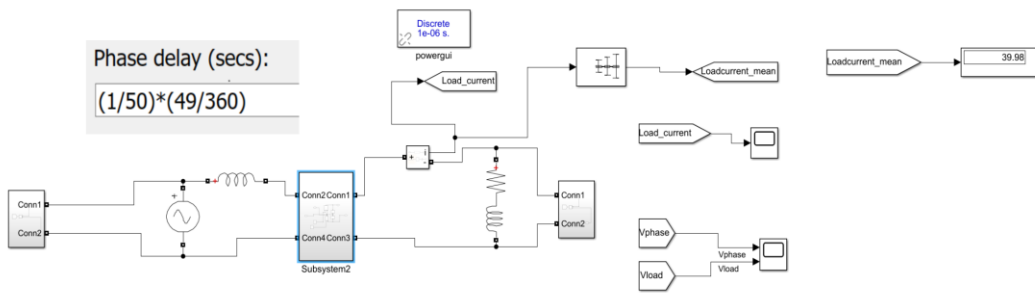 Discrete
1e-06 s.
powergui
Phase delay (secs):
(1/50)*(49/360)
Load_current
Loadcurrent_mean
Loadcurrent_mean
39.98
Load_current
+ i
-
Conn1
Conn2
+
Conn2 Conn1
Conn4 Conn3
Subsystem2
Conn1
Conn2
Vphase
Vphase
Vload
Vload